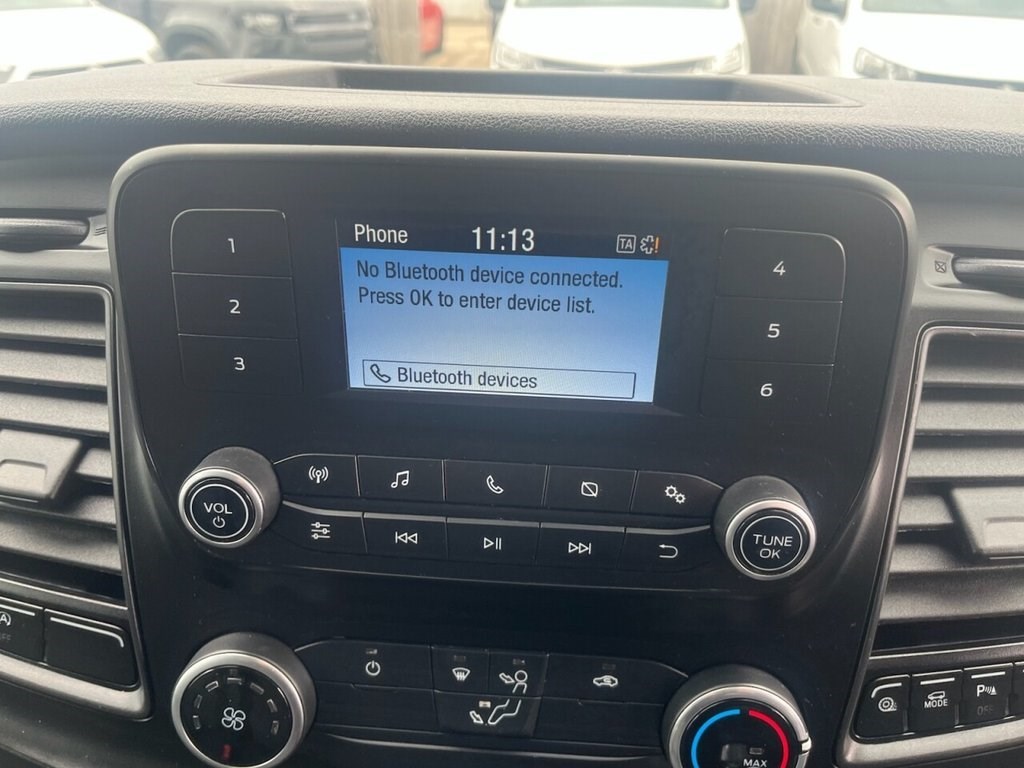 Phone 11:13 TA
No Bluetooth device connected.
Press OK to enter device list.
Bluetooth devices
1
2
3
4
5
6
VOL
TUNE
OK
A
OFF
MAX
MODE
P
OFF